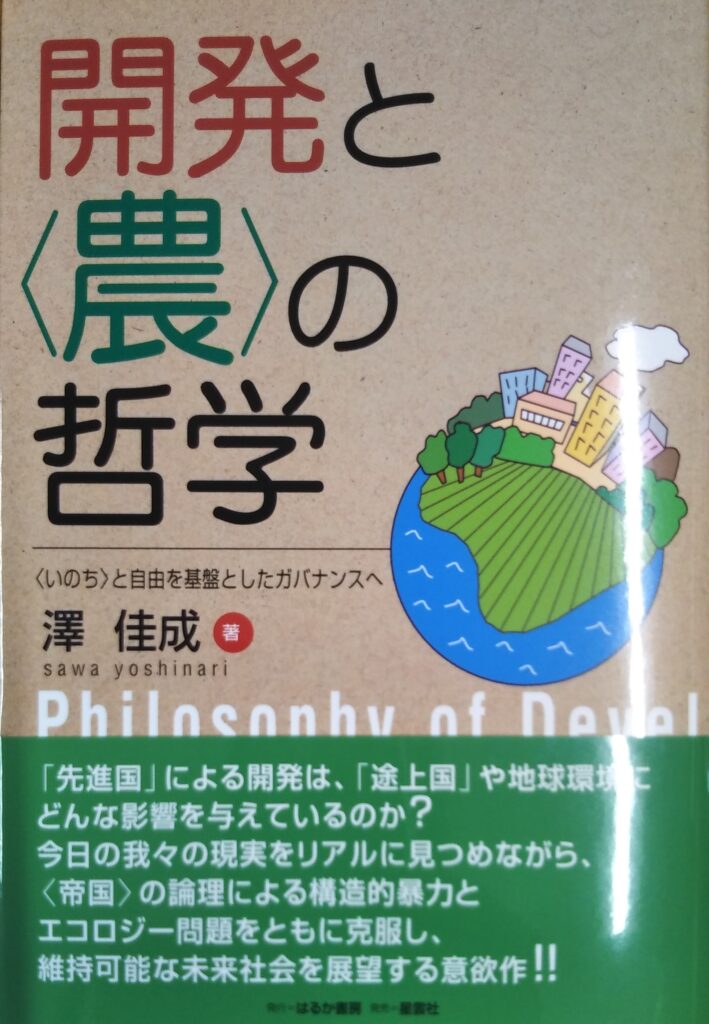 開発と
〈農〉の
哲学
〈いのち〉と自由を基盤としたガバナンスへ
澤 佳成 著
sawa yoshinari
Philosophy of Devel
「先進国」による開発は、「途上国」や地球環境に
どんな影響を与えているのか?
今日の我々の現実をリアルに見つめながら、
〈帝国〉の論理による構造的暴力と
エコロジー問題をともに克服し、
維持可能な未来社会を展望する意欲作!!
発行=はるか書房 発売=星雲社